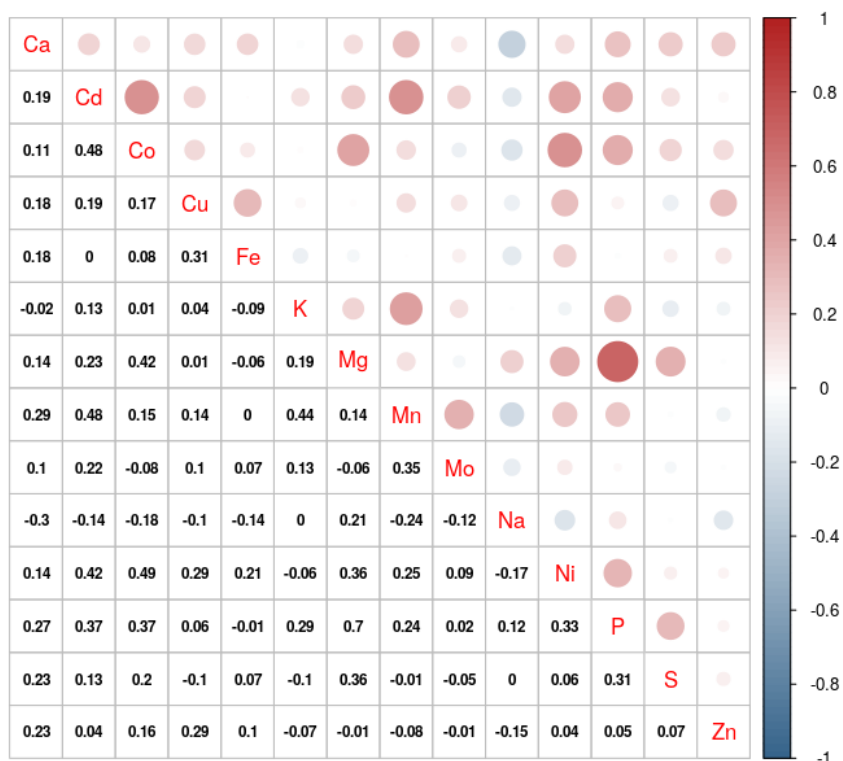 Ca
0.19 Cd
0.11 0.48 Co
0.18 0.19 0.17 Cu
0.18 0 0.08 0.31 Fe
-0.02 0.13 0.01 0.04 -0.09 K
0.14 0.23 0.42 0.01 -0.06 0.19 Mg
0.29 0.48 0.15 0.14 0 0.44 0.14 Mn
0.1 0.22 -0.08 0.1 0.07 0.13 -0.06 0.35 Mo
-0.3 -0.14 -0.18 -0.1 -0.14 0 0.21 -0.24 -0.12 Na
0.14 0.42 0.49 0.29 0.21 -0.06 0.36 0.25 0.09 -0.17 Ni
0.27 0.37 0.37 0.06 -0.01 0.29 0.7 0.24 0.02 0.12 0.33 P
0.23 0.13 0.2 -0.1 0.07 -0.1 0.36 -0.01 -0.05 0 0.06 0.31 S
0.23 0.04 0.16 0.29 0.1 -0.07 -0.01 -0.08 -0.01 -0.15 0.04 0.05 0.07 Zn
1
0.8
0.6
0.4
0.2
0
-0.2
-0.4
-0.6
-0.8
-1